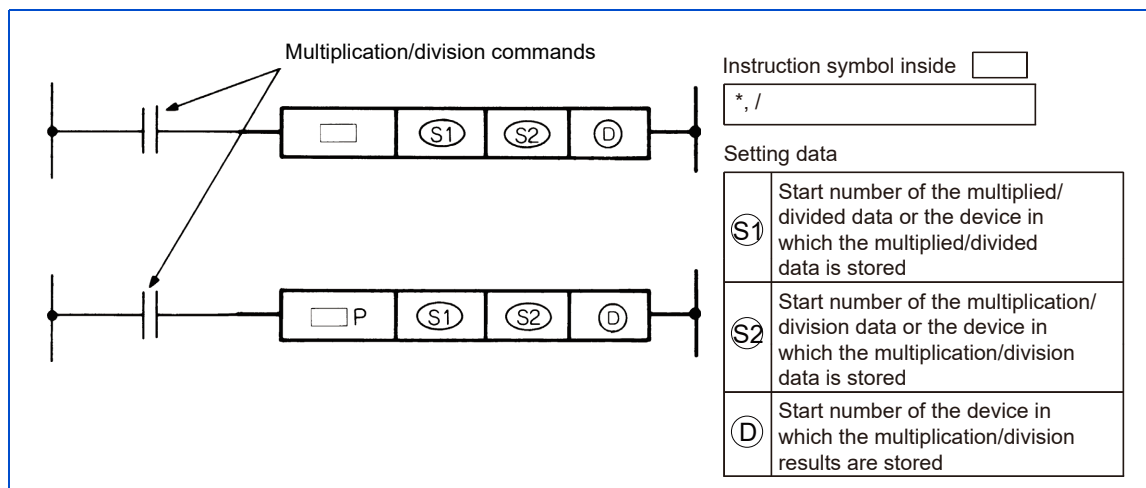 Multiplication/division commands
S1 S2 D
P S1 S2 D
Instruction symbol inside
*, /
Setting data
S1
Start number of the multiplied/
divided data or the device in
which the multiplied/divided
data is stored
S2
Start number of the multiplication/
division data or the device in
which the multiplication/division
data is stored
D
Start number of the device in
which the multiplication/division
results are stored